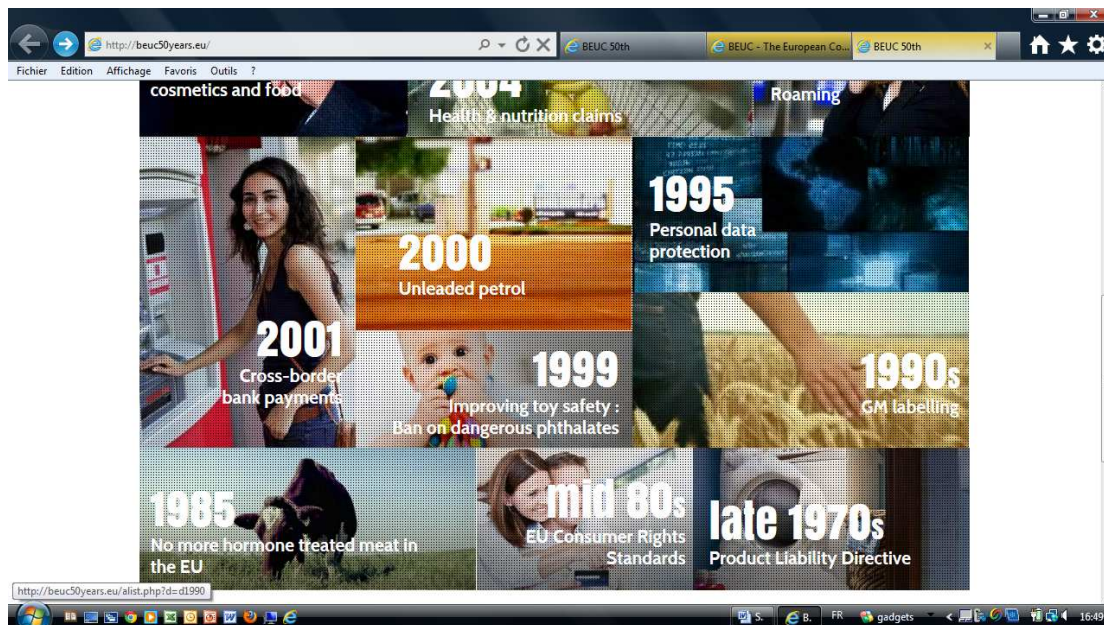 http://beuc50years.eu/
BEUC 50th
BEUC - The European Co...
BEUC 50th
Fichier Edition Affichage Favoris Outils ?
cosmetics and food
2004
Health & nutrition claims
Roaming
2001
Cross-border
bank payments
2000
Unleaded petrol
1995
Personal data
protection
1999
Improving toy safety :
Ban on dangerous phthalates
1990s
GM labelling
1985
No more hormone treated meat in
the EU
mid 80s
EU Consumer Rights
Standards
late 1970s
Product Liability Directive
http://beuc50years.eu/alist.php?d=d1990
S.
B.
FR
gadgets
16:49